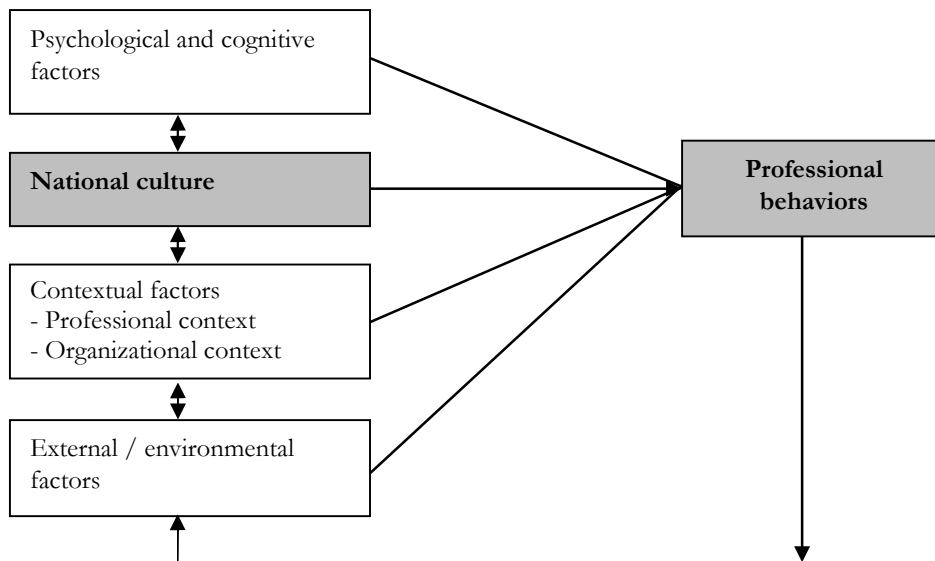 Psychological and cognitive
factors
National culture
Professional
behaviors
Contextual factors
- Professional context
- Organizational context
External / environmental
factors